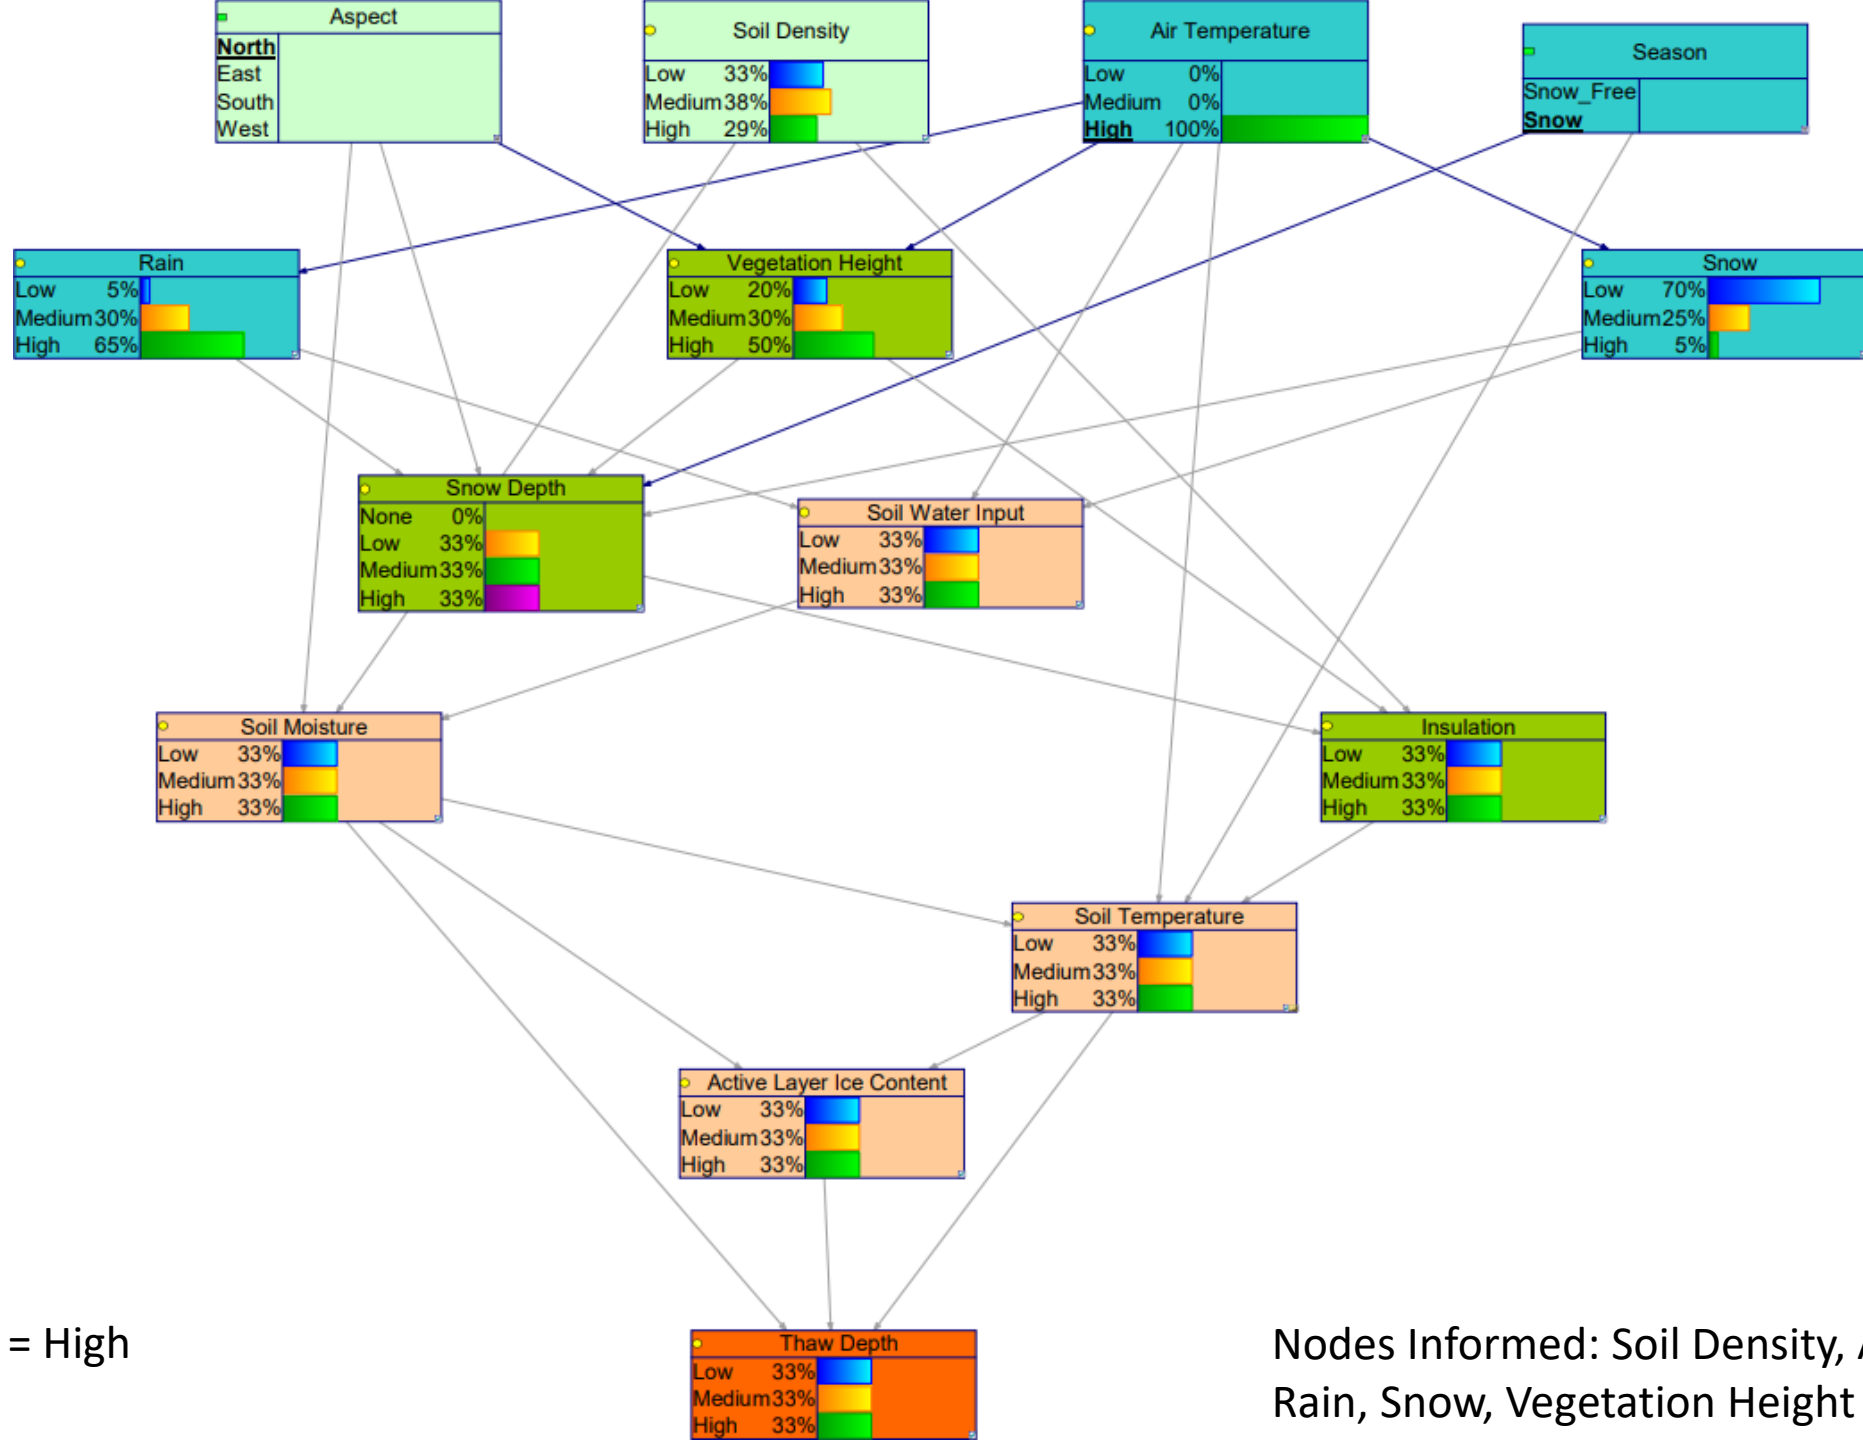 Aspect
North
East
South
West
Soil Density
Low 33%
Medium 38%
High 29%
Air Temperature
Low 0%
Medium 0%
High 100%
Season
Snow_Free
Snow
Rain
Low 5%
Medium 30%
High 65%
Vegetation Height
Low 20%
Medium 30%
High 50%
Snow
Low 70%
Medium 25%
High 5%
Snow Depth
None 0%
Low 33%
Medium 33%
High 33%
Soil Water Input
Low 33%
Medium 33%
High 33%
Soil Moisture
Low 33%
Medium 33%
High 33%
Insulation
Low 33%
Medium 33%
High 33%
Soil Temperature
Low 33%
Medium 33%
High 33%
Active Layer Ice Content
Low 33%
Medium 33%
High 33%
Thaw Depth
Low 33%
Medium 33%
High 33%
= High
Nodes Informed: Soil Density,
Rain, Snow, Vegetation Height